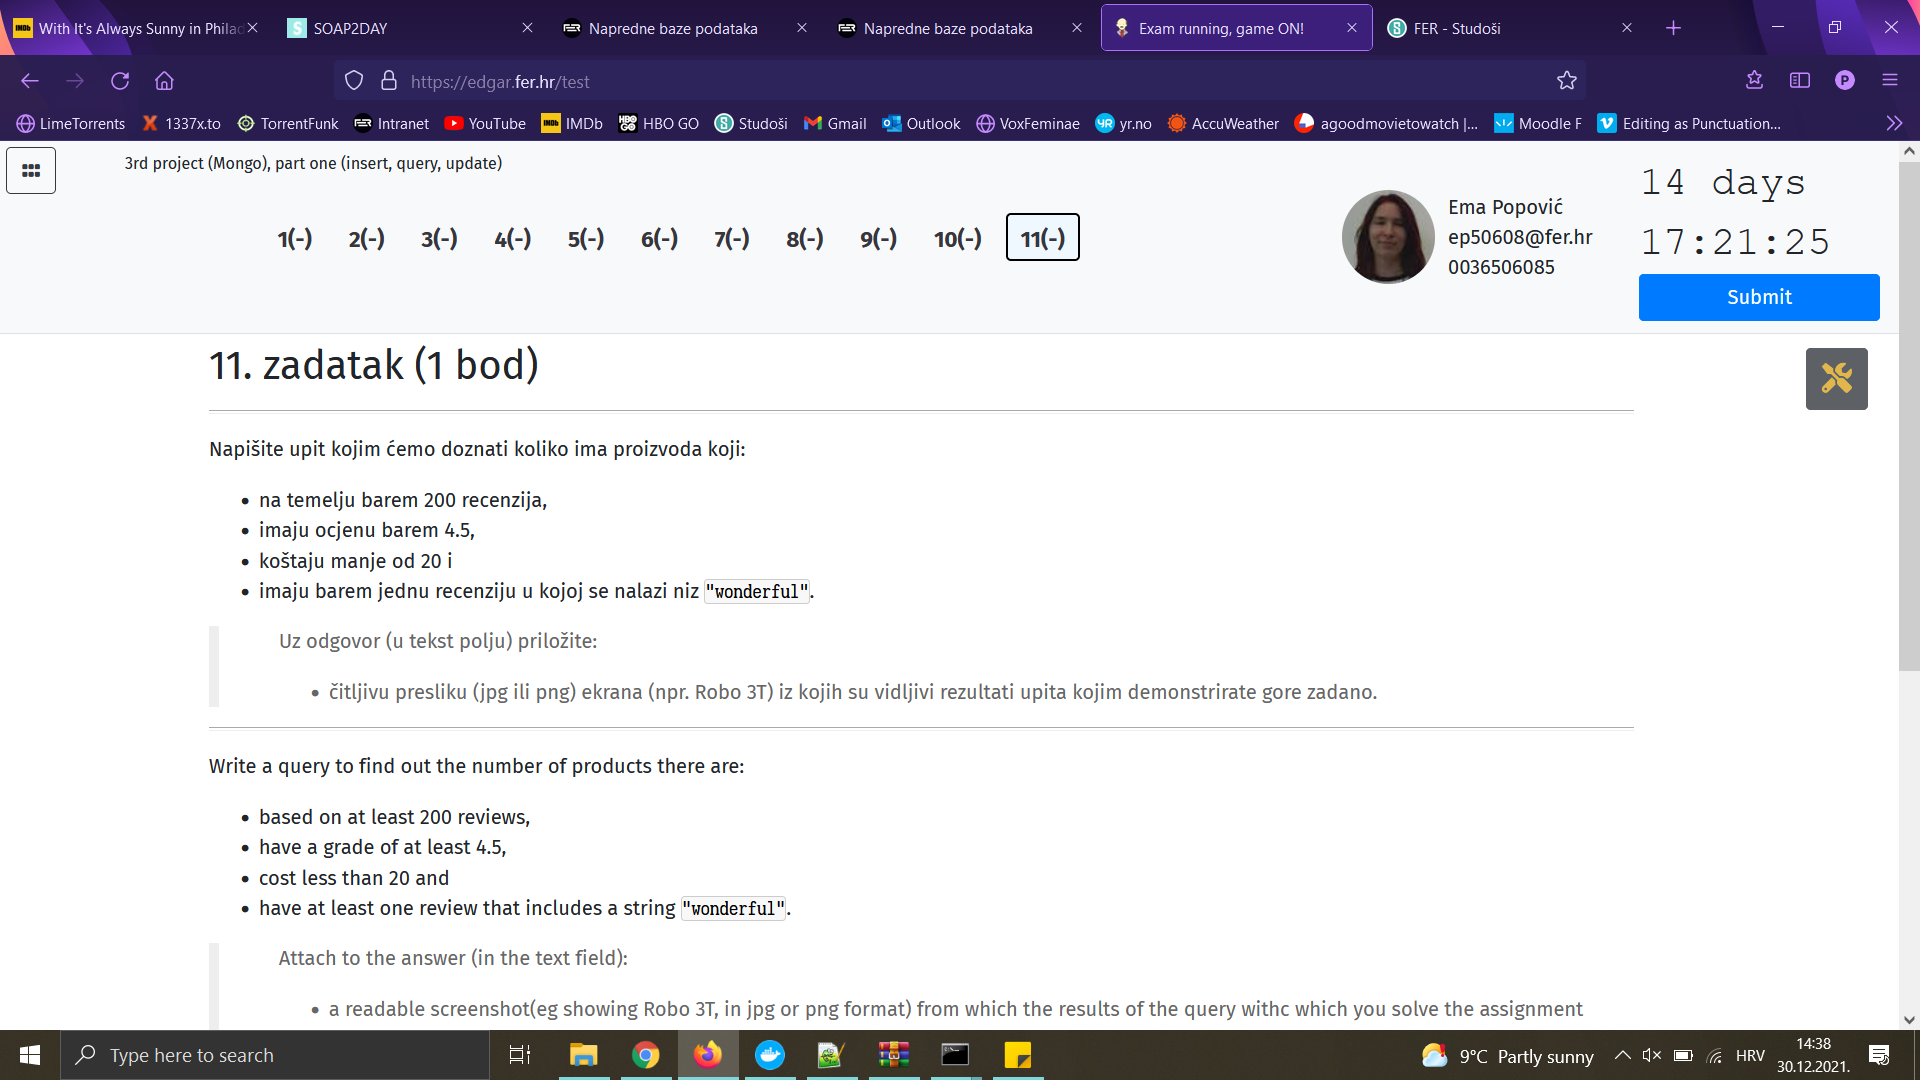 With It's Always Sunny in Philad
SOAP2DAY
Napredne baze podataka
Napredne baze podataka
Exam running, game ON!
FER - Studoši
https://edgar.fer.hr/test
LimeTorrents
1337x.to
TorrentFunk
Intranet
YouTube
IMDb
HBO GO
Studoši
Gmail
Outlook
VoxFeminae
yr.no
AccuWeather
agoodmovietowatch |...
Moodle F
Editing as Punctuation...
3rd project (Mongo), part one (insert, query, update)
14 days
17:21:25
1(-) 2(-) 3(-) 4(-) 5(-) 6(-) 7(-) 8(-) 9(-) 10(-) 11(-)
Ema Popović
ep50608@fer.hr
0036506085
Submit
11. zadatak (1 bod)
Napišite upit kojim ćemo doznati koliko ima proizvoda koji:
• na temelju barem 200 recenzija,
• imaju ocjenu barem 4.5,
• koštaju manje od 20 i
• imaju barem jednu recenziju u kojoj se nalazi niz "wonderful".
Uz odgovor (u tekst polju) priložite:
• čitljivu presliku (jpg ili png) ekrana (npr. Robo 3T) iz kojih su vidljivi rezultati upita kojim demonstrirate gore zadano.
Write a query to find out the number of products there are:
• based on at least 200 reviews,
• have a grade of at least 4.5,
• cost less than 20 and
• have at least one review that includes a string "wonderful".
Attach to the answer (in the text field):
• a readable screenshot(eg showing Robo 3T, in jpg or png format) from which the results of the query withc which you solve the assignment
Type here to search
9°C Partly sunny
HRV
14:38
30.12.2021.